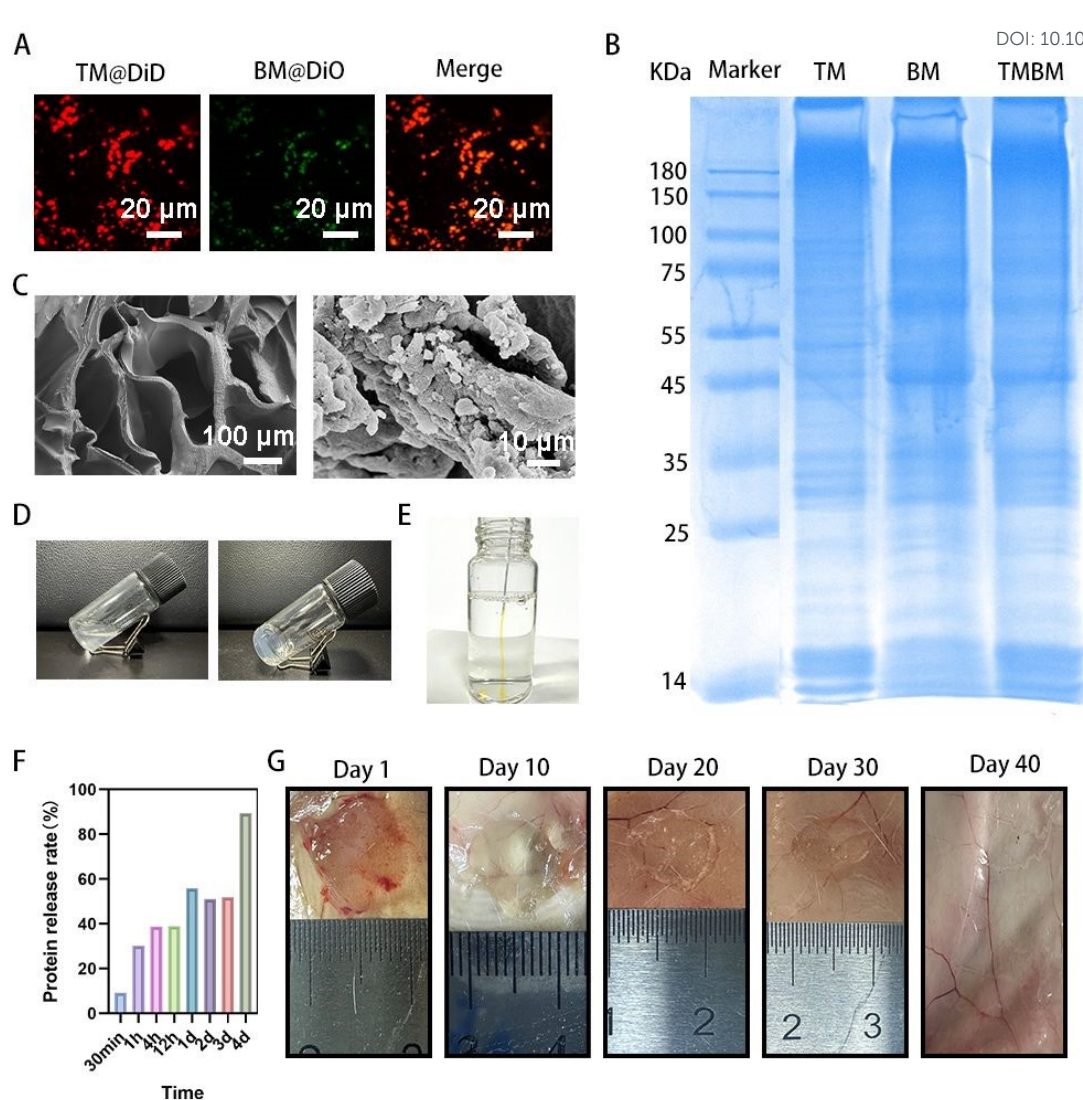 DOI: 10.10
A
TM@DiD
BM@DiO
Merge
20 μm
20 μm
20 μm
B
KDa
Marker
TM
BM
TMBM
180
150
100
75
55
45
35
25
14
C
100 μm
10 μm
D
E
F
Protein release rate (%)
100
80
60
40
20
0
30min
1h
4h
12h
1d
2d
3d
4d
Time
G
Day 1
Day 10
Day 20
Day 30
Day 40
2
2
3